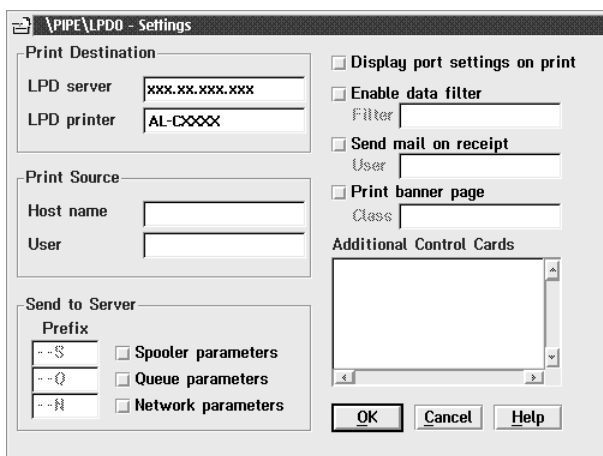 \PIPE\LPD0 - Settings
Print Destination
LPD server
xxx.xx.xxx.xxx
LPD printer
AL-CXXXX
Print Source
Host name
User
Send to Server
Prefix
--S
Spooler parameters
--Q
Queue parameters
--N
Network parameters
Display port settings on print
Enable data filter
Filter
Send mail on receipt
User
Print banner page
Class
Additional Control Cards
OK
Cancel
Help